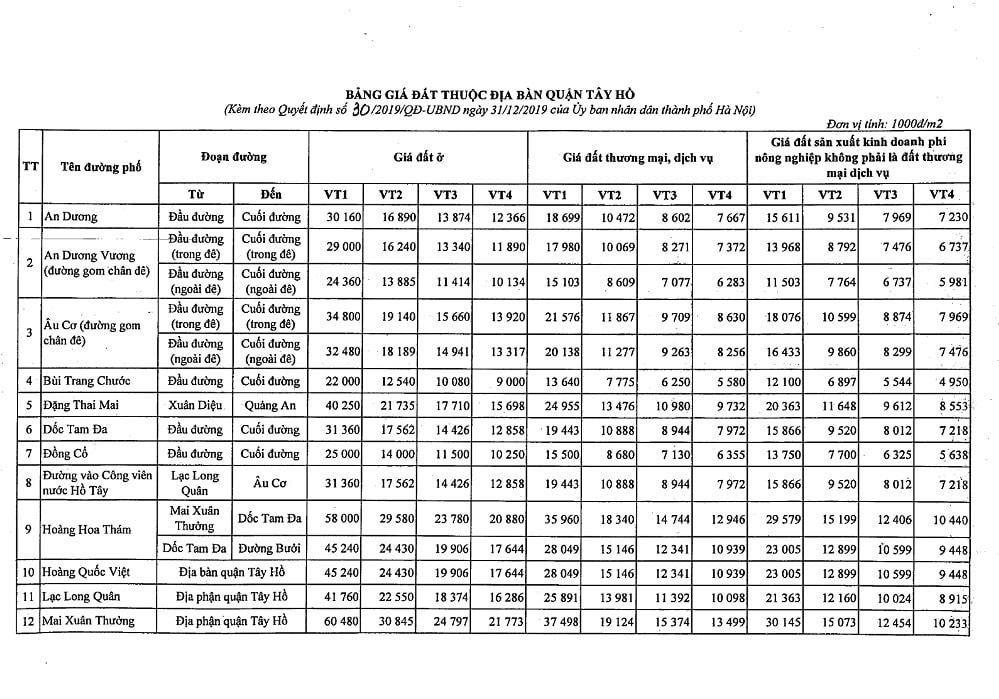 BẢNG GIÁ ĐẤT THUỘC ĐỊA BÀN QUẬN TÂY HỒ
(Kèm theo Quyết định số 30/2019/QĐ-UBND ngày 31/12/2019 của Ủy ban nhân dân thành phố Hà Nội)
Đơn vị tính: 1000đ/m2
TT Tên đường phố Đoạn đường Giá đất ở Giá đất thương mại, dịch vụ Giá đất sản xuất kinh doanh phi
nông nghiệp không phải là đất thương
mại dịch vụ
Từ Đến VT1 VT2 VT3 VT4 VT1 VT2 VT3 VT4 VT1 VT2 VT3 VT4
1 An Dương Đầu đường Cuối đường 30 160 16 890 13 874 12 366 18 699 10 472 8 602 7 667 15 611 9 531 7 969 7 230
2 An Dương Vương
(đường gom chân đê)
Đầu đường Cuối đường 29 000 16 240 13 340 11 890 17 980 10 069 8 271 7 372 13 968 8 792 7 476 6 737
(trong đê) (trong đê)
Đầu đường Cuối đường 24 360 13 885 11 414 10 134 15 103 8 609 7 077 6 283 11 503 7 764 6 737 5 981
(ngoài đê) (ngoài đê)
3 Âu Cơ (đường gom
chân đê)
Đầu đường Cuối đường 34 800 19 140 15 660 13 920 21 576 11 867 9 709 8 630 18 076 10 599 8 874 7 969
(trong đê) (trong đê)
Đầu đường Cuối đường 32 480 18 189 14 941 13 317 20 138 11 277 9 263 8 256 16 433 9 860 8 299 7 476
(ngoài đê) (ngoài đê)
4 Bùi Trang Chước Đầu đường Cuối đường 22 000 12 540 10 080 9 000 13 640 7 775 6 250 5 580 12 100 6 897 5 544 4 950
5 Đặng Thai Mai Xuân Diệu Quảng An 40 250 21 735 17 710 15 698 24 955 13 476 10 980 9 732 20 363 11 648 9 612 8 553
6 Dốc Tam Đa Đầu đường Cuối đường 31 360 17 562 14 426 12 858 19 443 10 888 8 944 7 972 15 866 9 520 8 012 7 218
7 Đồng Cổ Đầu đường Cuối đường 25 000 14 000 11 500 10 250 15 500 8 680 7 130 6 355 13 750 7 700 6 325 5 638
8 Đường vào Công viên
nước Hồ Tây
Lạc Long
Quân
Âu Cơ 31 360 17 562 14 426 12 858 19 443 10 888 8 944 7 972 15 866 9 520 8 012 7 218
9 Hoàng Hoa Thám
Mai Xuân
Thưởng
Dốc Tam Đa 58 000 29 580 23 780 20 880 35 960 18 340 14 744 12 946 29 579 15 199 12 406 10 440
Dốc Tam Đa Đường Bưởi 45 240 24 430 19 906 17 644 28 049 15 146 12 341 10 939 23 005 12 899 10 599 9 448
10 Hoàng Quốc Việt Địa bàn quận Tây Hồ 45 240 24 430 19 906 17 644 28 049 15 146 12 341 10 939 23 005 12 899 10 599 9 448
11 Lạc Long Quân Địa phận quận Tây Hồ 41 760 22 550 18 374 16 286 25 891 13 981 11 392 10 098 21 363 12 160 10 024 8 915
12 Mai Xuân Thưởng Địa phận quận Tây Hồ 60 480 30 845 24 797 21 773 37 498 19 124 15 374 13 499 30 145 15 073 12 454 10 233